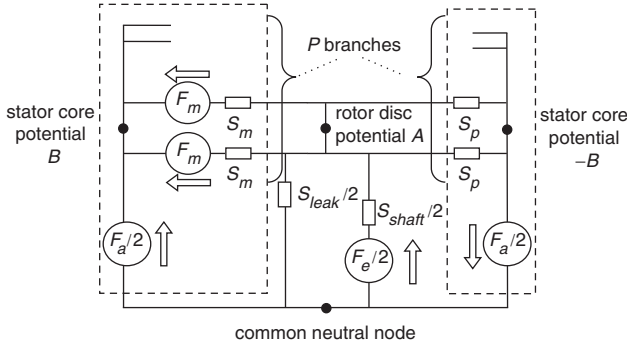 P branches
F_m
S_m
S_p
stator core
potential
B
rotor disc
potential A
stator core
potential
−B
F_m
S_m
S_p
S_leak/2
S_shaft/2
F_a/2
F_e/2
F_a/2
common neutral node